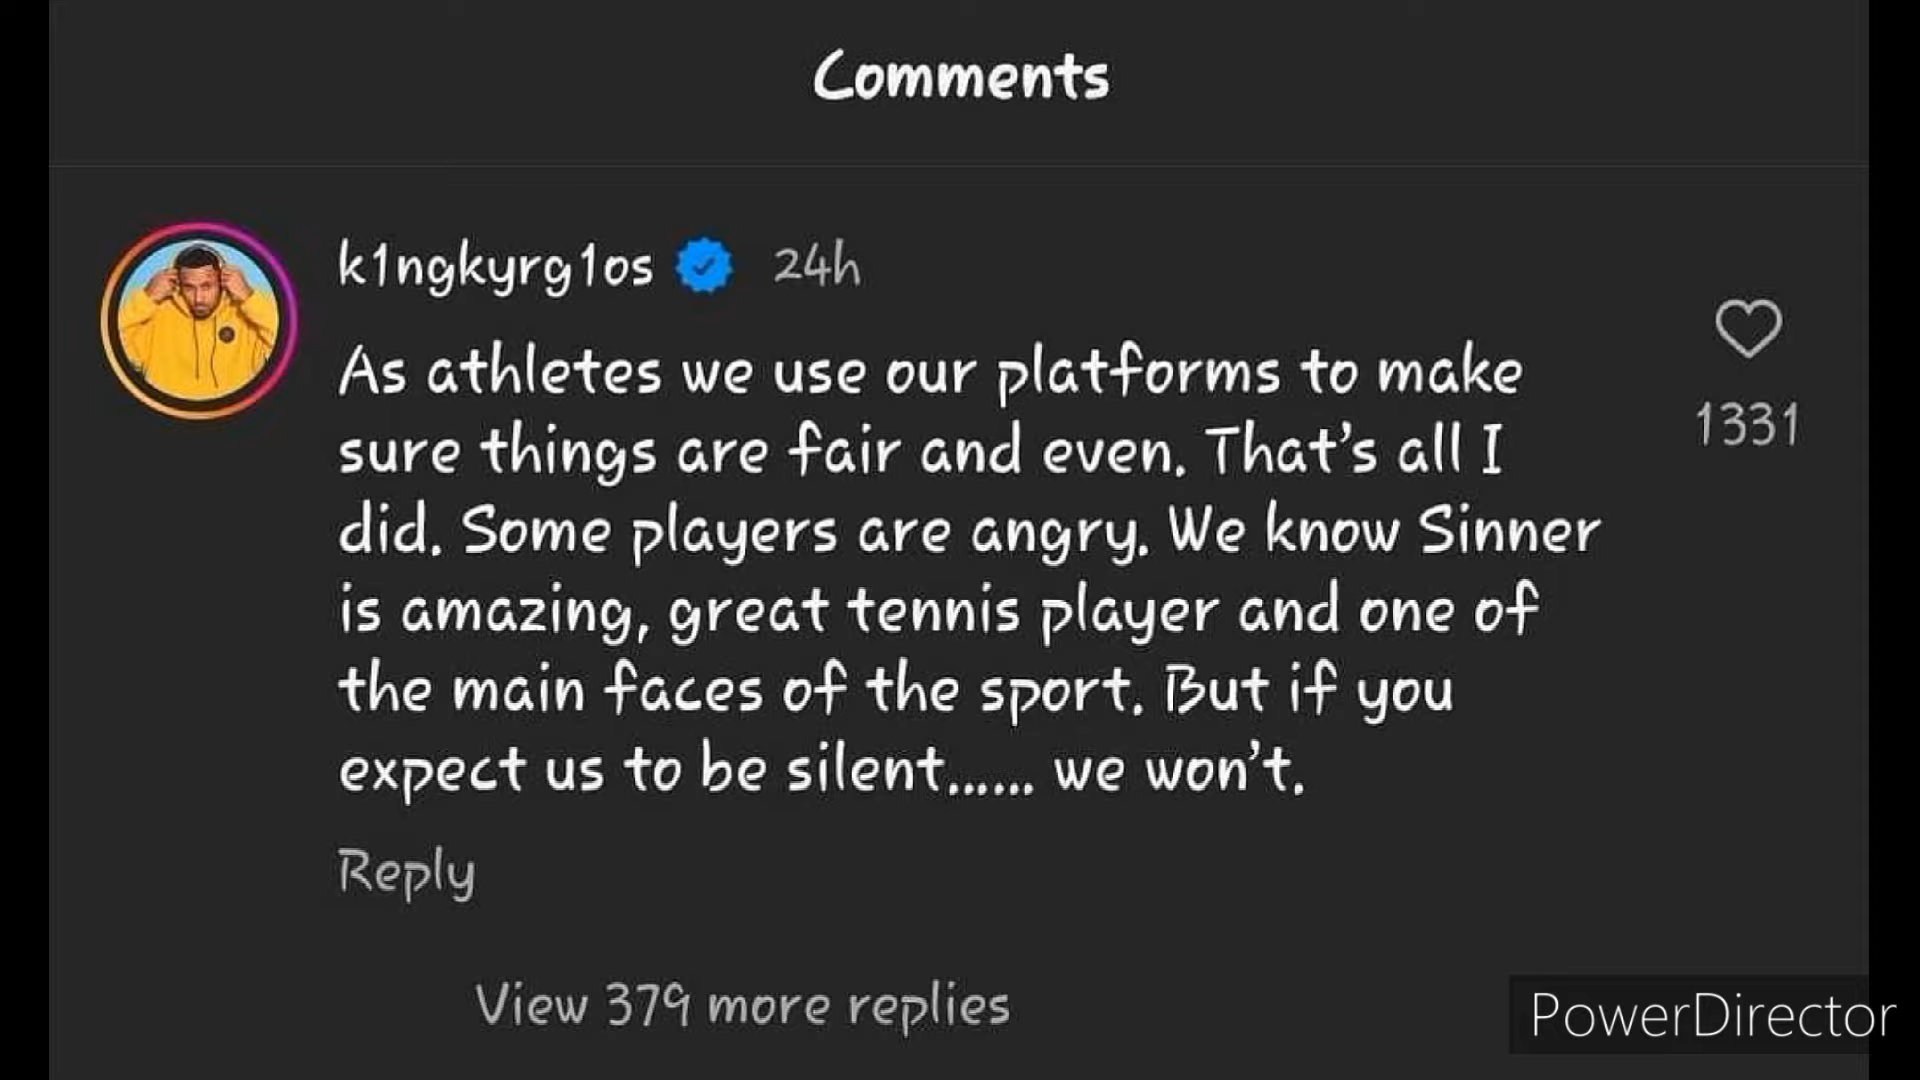 Comments
k1ngkyrg1os 24h
As athletes we use our platforms to make
sure things are fair and even. That's all I
did. Some players are angry. We know Sinner
is amazing, great tennis player and one of
the main faces of the sport. But if you
expect us to be silent...... we won't.
1331
Reply
View 379 more replies
PowerDirector